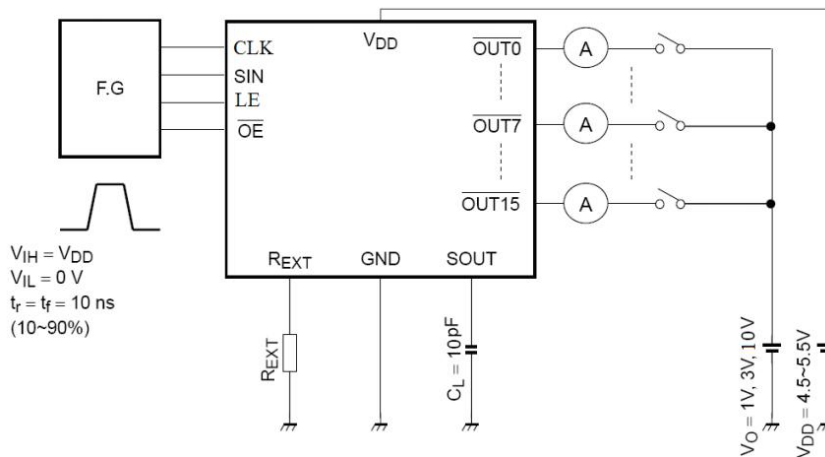 F.G
CLK
SIN
LE
OE
VDD
OUT0
OUT7
OUT15
A
A
A
REXT
GND
SOUT
VIH = VDD
VIL = 0 V
tr = tf = 10 ns
(10~90%)
REXT
CL = 10pF
VO = 1V, 3V, 10V
VDD = 4.5~5.5V